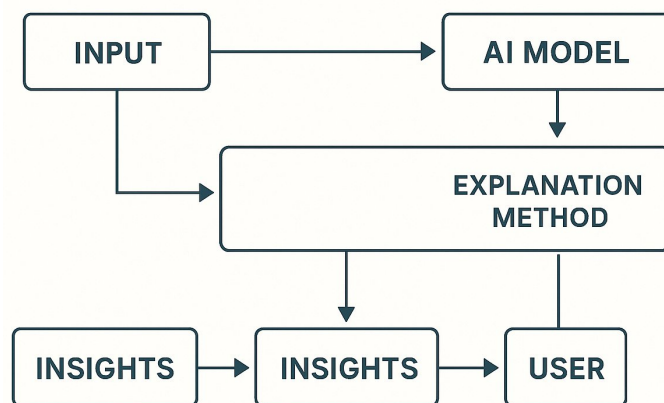 INPUT
AI MODEL
EXPLANATION
METHOD
INSIGHTS
INSIGHTS
USER